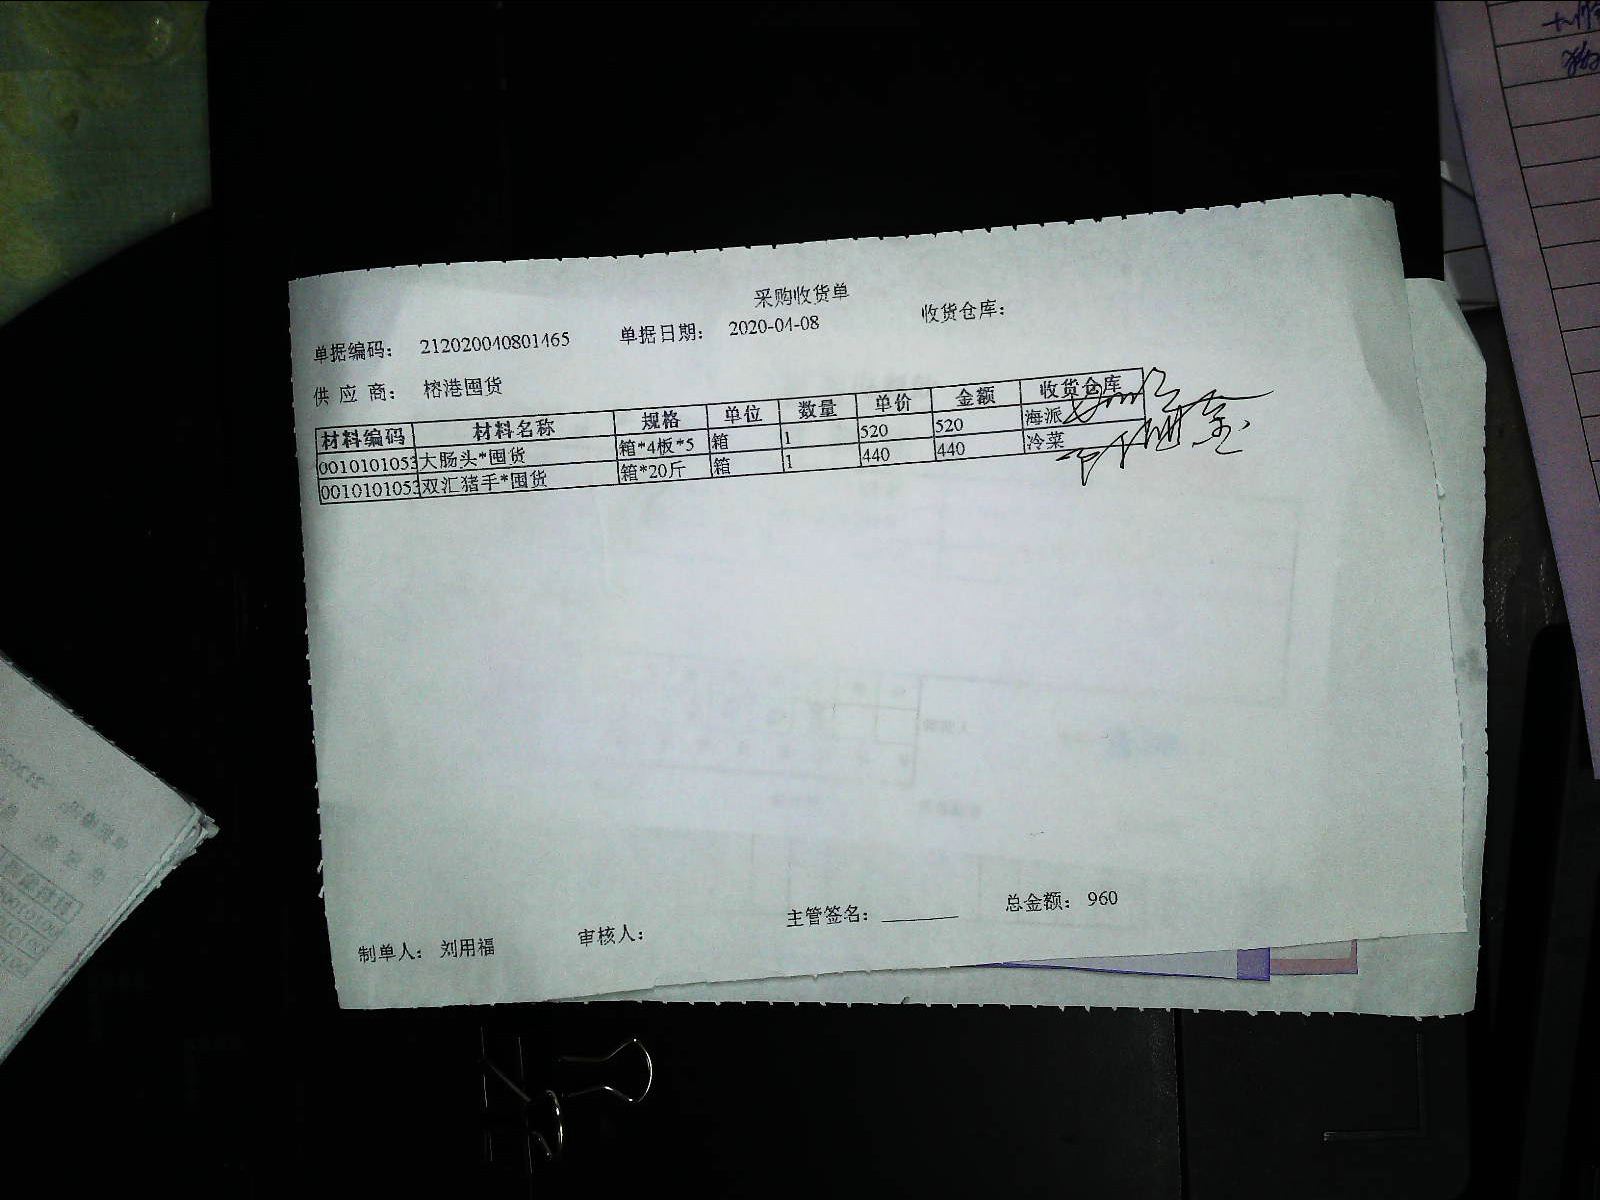 采购收货单
单据编码： 212020040801465 单据日期： 2020-04-08 收货仓库：
供 应 商： 榕港囤货
材料编码 材料名称 规格 单位 数量 单价 金额 收货仓库
0010101053 大肠头*囤货 箱*4板*5 箱 1 520 520 海派
0010101053 双汇猪手*囤货 箱*20斤 箱 1 440 440 冷菜
制单人： 刘用福 审核人： 主管签名： 总金额： 960